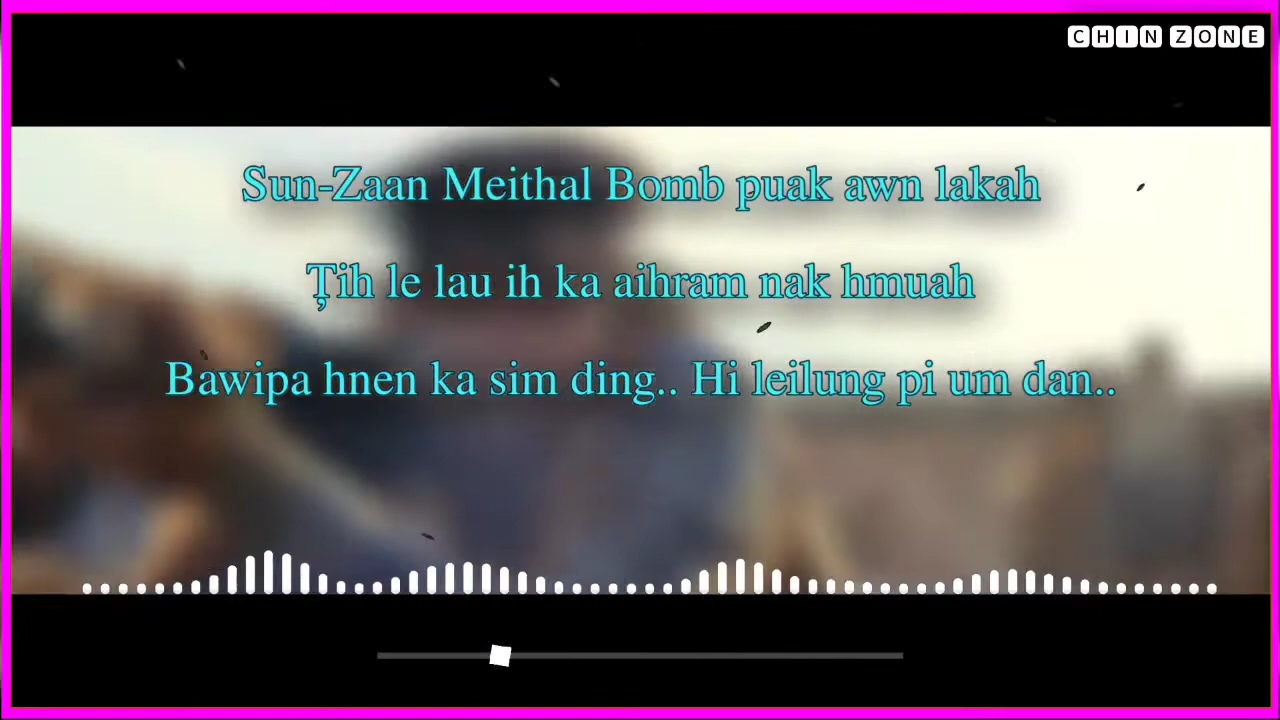 CHIN ZONE
Sun-Zaan Meithal Bomb puak awn lakah
Ţih le lau ih ka aihram nak hmuah
Bawipa hnen ka sim ding.. Hi leilung pi um dan..